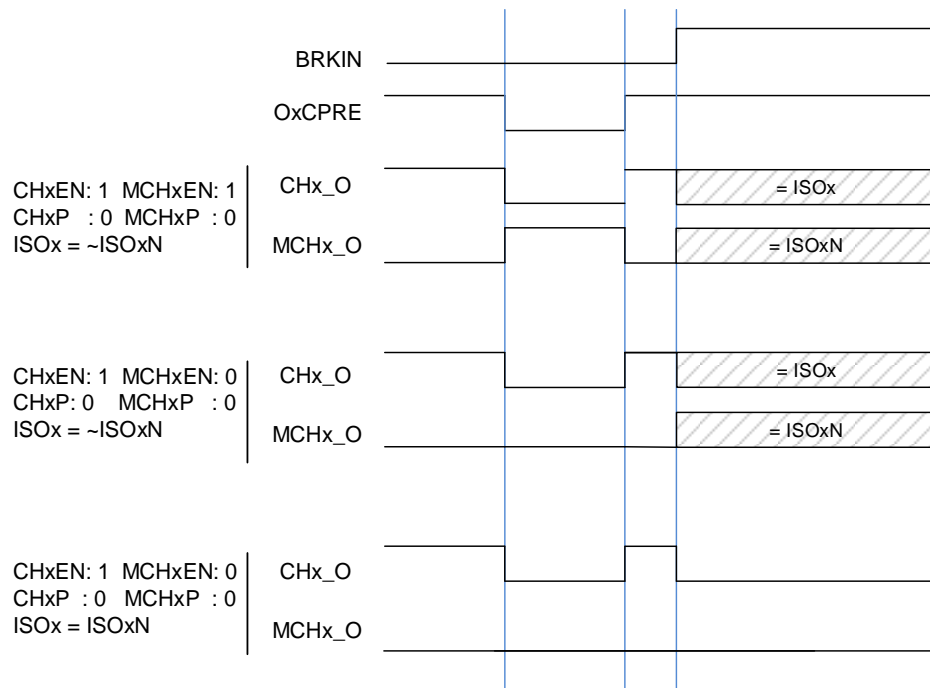 BRKIN
OxCPRE
CHxEN: 1 MCHxEN: 1
CHxP : 0 MCHxP : 0
ISOx = ~ISOxN
CHx_O
= ISOx
MCHx_O
= ISOxN
CHxEN: 1 MCHxEN: 0
CHxP: 0 MCHxP : 0
ISOx = ~ISOxN
CHx_O
= ISOx
MCHx_O
= ISOxN
CHxEN: 1 MCHxEN: 0
CHxP : 0 MCHxP : 0
ISOx = ISOxN
CHx_O
MCHx_O